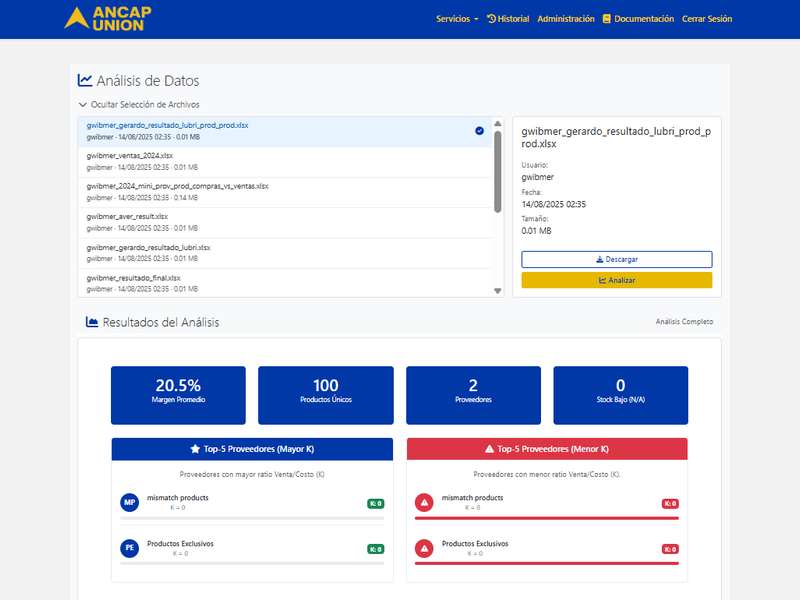 ANCAP
UNION
Servicios
Historial
Administración
Documentación
Cerrar Sesión
Análisis de Datos
Ocultar Selección de Archivos
gwibmer_gerardo_resultado_lubri_prod_prod.xlsx
gwibmer - 14/08/2025 02:35 - 0.01 MB
gwibmer_ventas_2024.xlsx
gwibmer - 14/08/2025 02:35 - 0.01 MB
gwibmer_2024_mini_prov_prod_compras_vs_ventas.xlsx
gwibmer - 14/08/2025 02:35 - 0.14 MB
gwibmer_aver_result.xlsx
gwibmer - 14/08/2025 02:35 - 0.01 MB
gwibmer_gerardo_resultado_lubri.xlsx
gwibmer - 14/08/2025 02:35 - 0.01 MB
gwibmer_resultado_final.xlsx
gwibmer - 14/08/2025 02:35 - 0.01 MB
gwibmer_gerardo_resultado_lubri_prod_p
rod.xlsx
Usuario:
gwibmer
Fecha:
14/08/2025 02:35
Tamaño:
0.01 MB
Descargar
Analizar
Resultados del Análisis
Análisis Completo
20.5%
Margen Promedio
100
Productos Únicos
2
Proveedores
0
Stock Bajo (N/A)
Top-5 Proveedores (Mayor K)
Proveedores con mayor ratio Venta/Costo (K)
MP
mismatch products
K = 0
K: 0
PE
Productos Exclusivos
K = 0
K: 0
Top-5 Proveedores (Menor K)
Proveedores con menor ratio Venta/Costo (K).
mismatch products
K = 0
K: 0
Productos Exclusivos
K = 0
K: 0